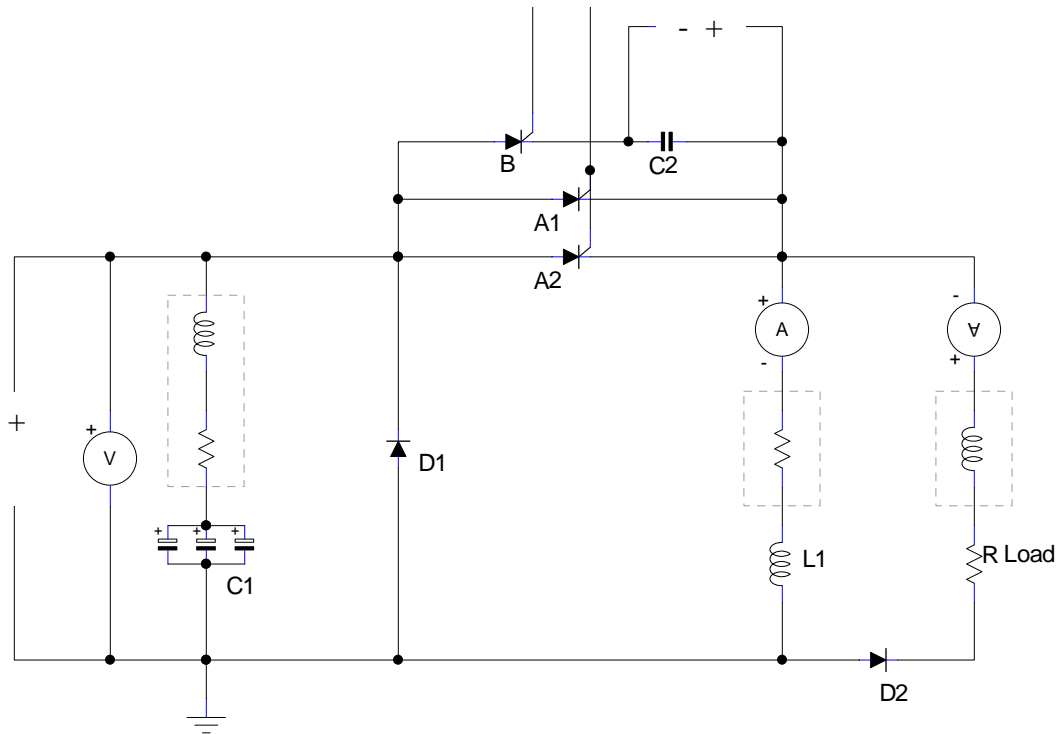 - +
B
C2
A1
A2
+
-
+
A
-
A
+
+
V
D1
+ + +
C1
L1
R Load
D2